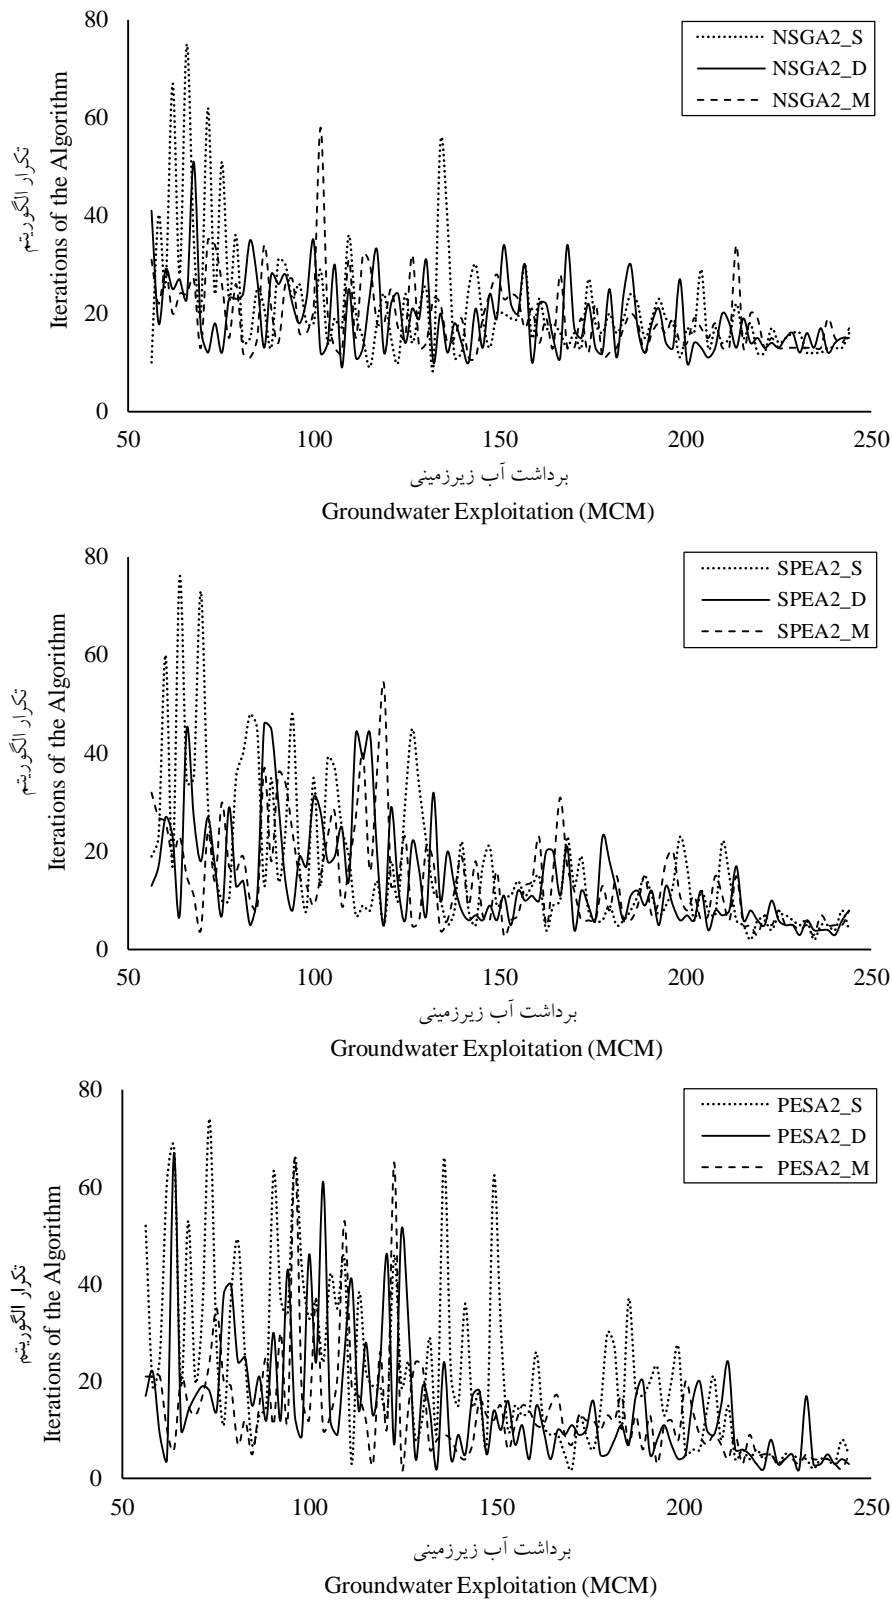 80
60
40
20
0
50 100 150 200 250
تکرار الگوریتم
Iterations of the Algorithm
NSGA2_S
NSGA2_D
NSGA2_M
برداشت آب زیرزمینی
Groundwater Exploitation (MCM)
80
60
40
20
0
50 100 150 200 250
تکرار الگوریتم
Iterations of the Algorithm
SPEA2_S
SPEA2_D
SPEA2_M
برداشت آب زیرزمینی
Groundwater Exploitation (MCM)
80
60
40
20
0
50 100 150 200 250
تکرار الگوریتم
Iterations of the Algorithm
PESA2_S
PESA2_D
PESA2_M
برداشت آب زیرزمینی
Groundwater Exploitation (MCM)